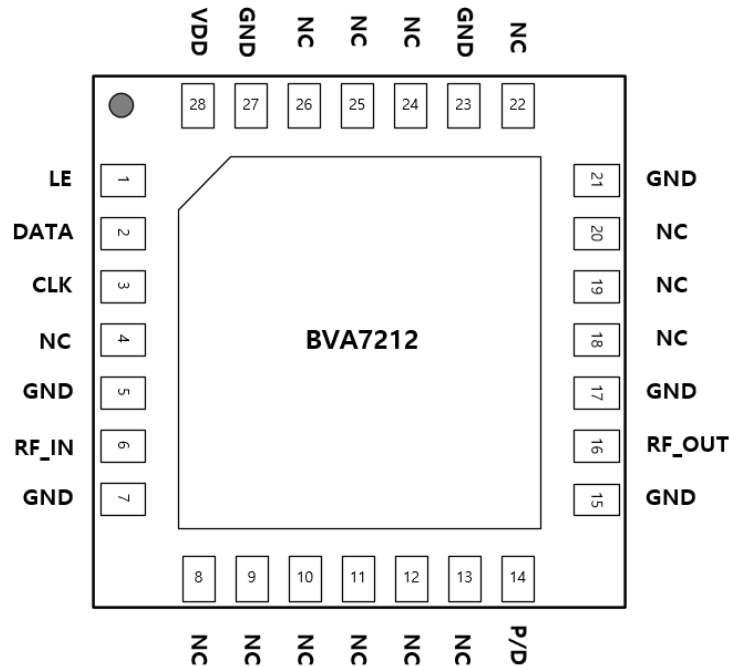 VDD GND NC NC NC GND NC
28 27 26 25 24 23 22
LE 1 21 GND
DATA 2 20 NC
CLK 3 19 NC
NC 4 BVA7212 18 NC
GND 5 17 GND
RF_IN 6 16 RF_OUT
GND 7 15 GND
8 9 10 11 12 13 14
NC NC NC NC NC NC P/D